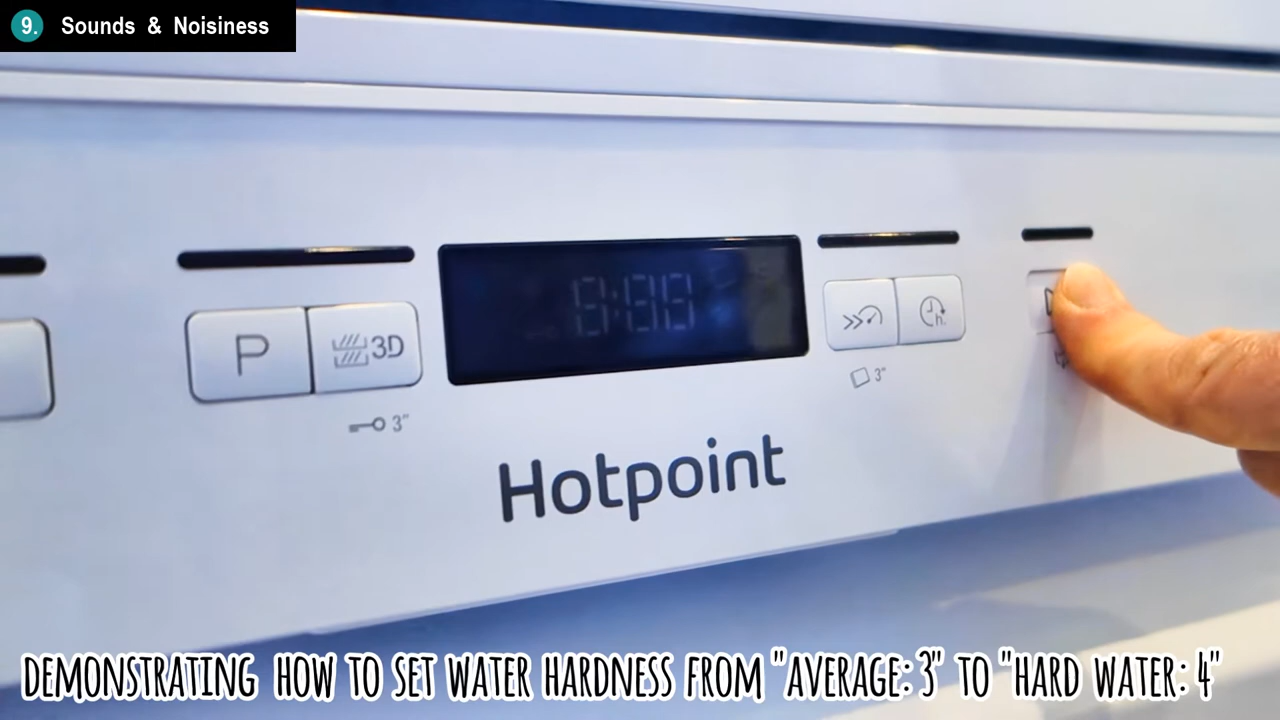 9. Sounds & Noisiness
P
3D
h.
3"
3"
Hotpoint
DEMONSTRATING HOW TO SET WATER HARDNESS FROM "AVERAGE: 3" TO "HARD WATER: 4"